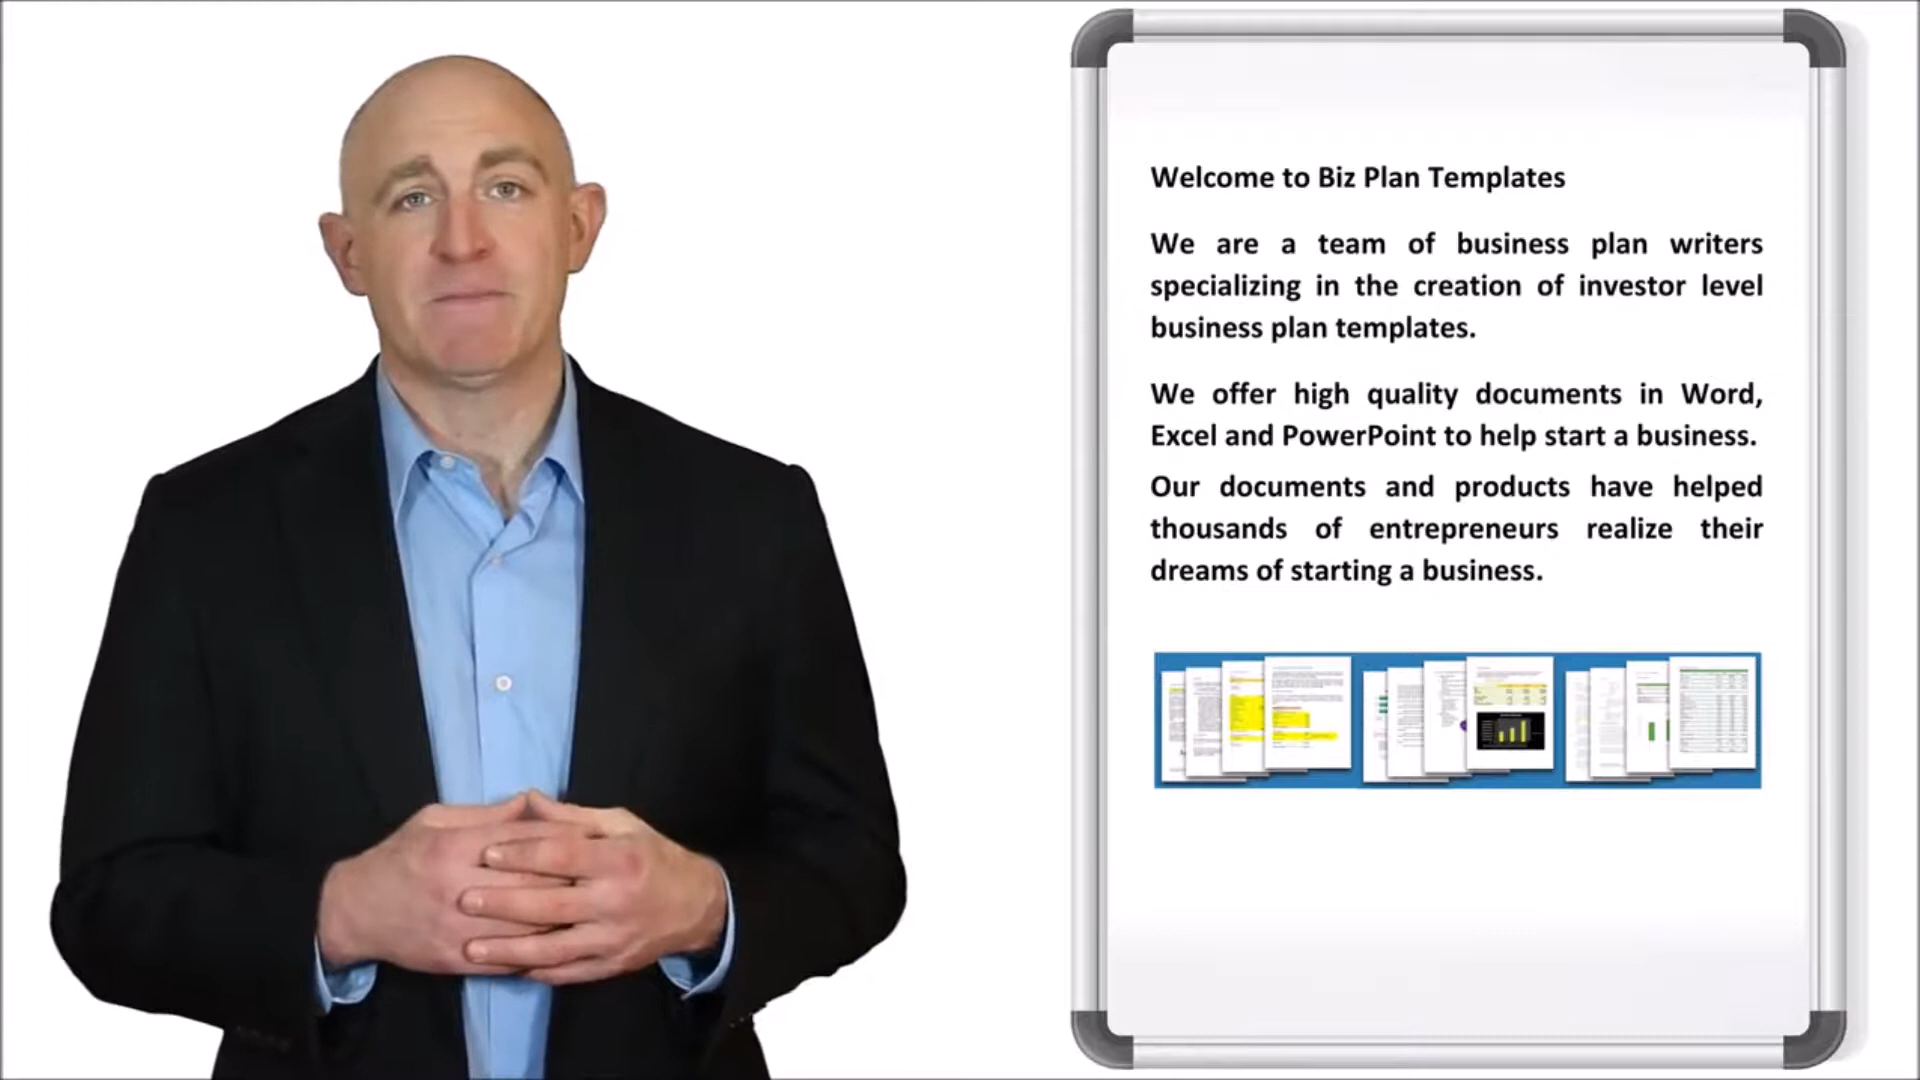 Welcome to Biz Plan Templates
We are a team of business plan writers
specializing in the creation of investor level
business plan templates.
We offer high quality documents in Word,
Excel and PowerPoint to help start a business.
Our documents and products have helped
thousands of entrepreneurs realize their
dreams of starting a business.